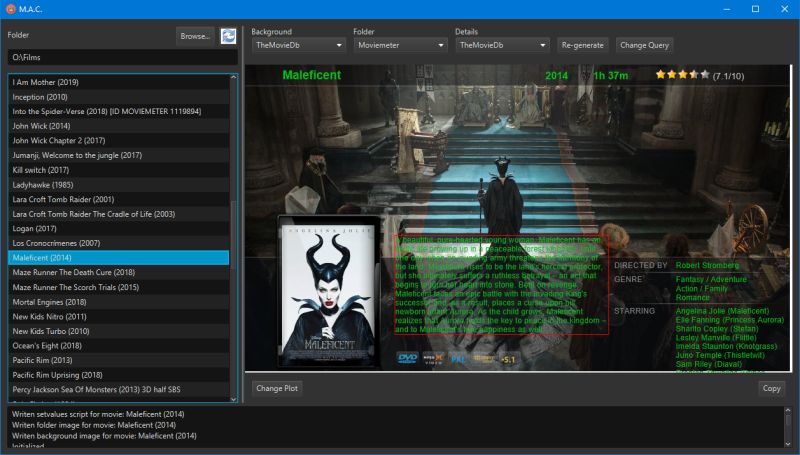 M.A.C.
Folder
Browse...
O:\Films
Background
Folder
Details
TheMovieDb
Moviemeter
TheMovieDb
Re-generate
Change Query
I Am Mother (2019)
Inception (2010)
Into the Spider-Verse (2018) [ID MOVIEMETER 1119894]
John Wick (2014)
John Wick Chapter 2 (2017)
Jumanji, Welcome to the jungle (2017)
Kill switch (2017)
Ladyhawke (1985)
Lara Croft Tomb Raider (2001)
Lara Croft Tomb Raider The Cradle of Life (2003)
Logan (2017)
Los Cronocrímenes (2007)
Maleficent (2014)
Maze Runner The Death Cure (2018)
Maze Runner The Scorch Trials (2015)
Mortal Engines (2018)
New Kids Nitro (2011)
New Kids Turbo (2010)
Ocean's Eight (2018)
Pacific Rim (2013)
Pacific Rim Uprising (2018)
Percy Jackson Sea Of Monsters (2013) 3D half SBS
Maleficent
2014
1h 37m
(7.1/10)
ANGELINA JOLIE
Disney
MALEFICENT
A beautiful, pure-hearted young woman, Maleficent has an
life growing up in a peaceable forest kingdom, until
one day when an invading army threatens the harmony of
the land. Maleficent rises to be the land's fiercest protector,
but she ultimately suffers a ruthless betrayal – an act that
begins to turn her heart into stone. Bent on revenge,
Maleficent faces an epic battle with the invading King's
successor and, as a result, places a curse upon his
newborn infant Aurora. As the child grows, Maleficent
realizes that Aurora holds the key to peace in the kingdom –
and to Maleficent's true happiness as well.
DVD
VIDEO
PAL
5.1
DIRECTED BY
Robert Stromberg
GENRE
Fantasy / Adventure
Action / Family
Romance
STARRING
Angelina Jolie (Maleficent)
Elle Fanning (Princess Aurora)
Sharlto Copley (Stefan)
Lesley Manville (Flittle)
Imelda Staunton (Knotgrass)
Juno Temple (Thistletwit)
Sam Riley (Diaval)
Change Plot
Copy
Writen setvalues script for movie: Maleficent (2014)
Writen folder image for movie: Maleficent (2014)
Writen background image for movie: Maleficent (2014)
Initialized